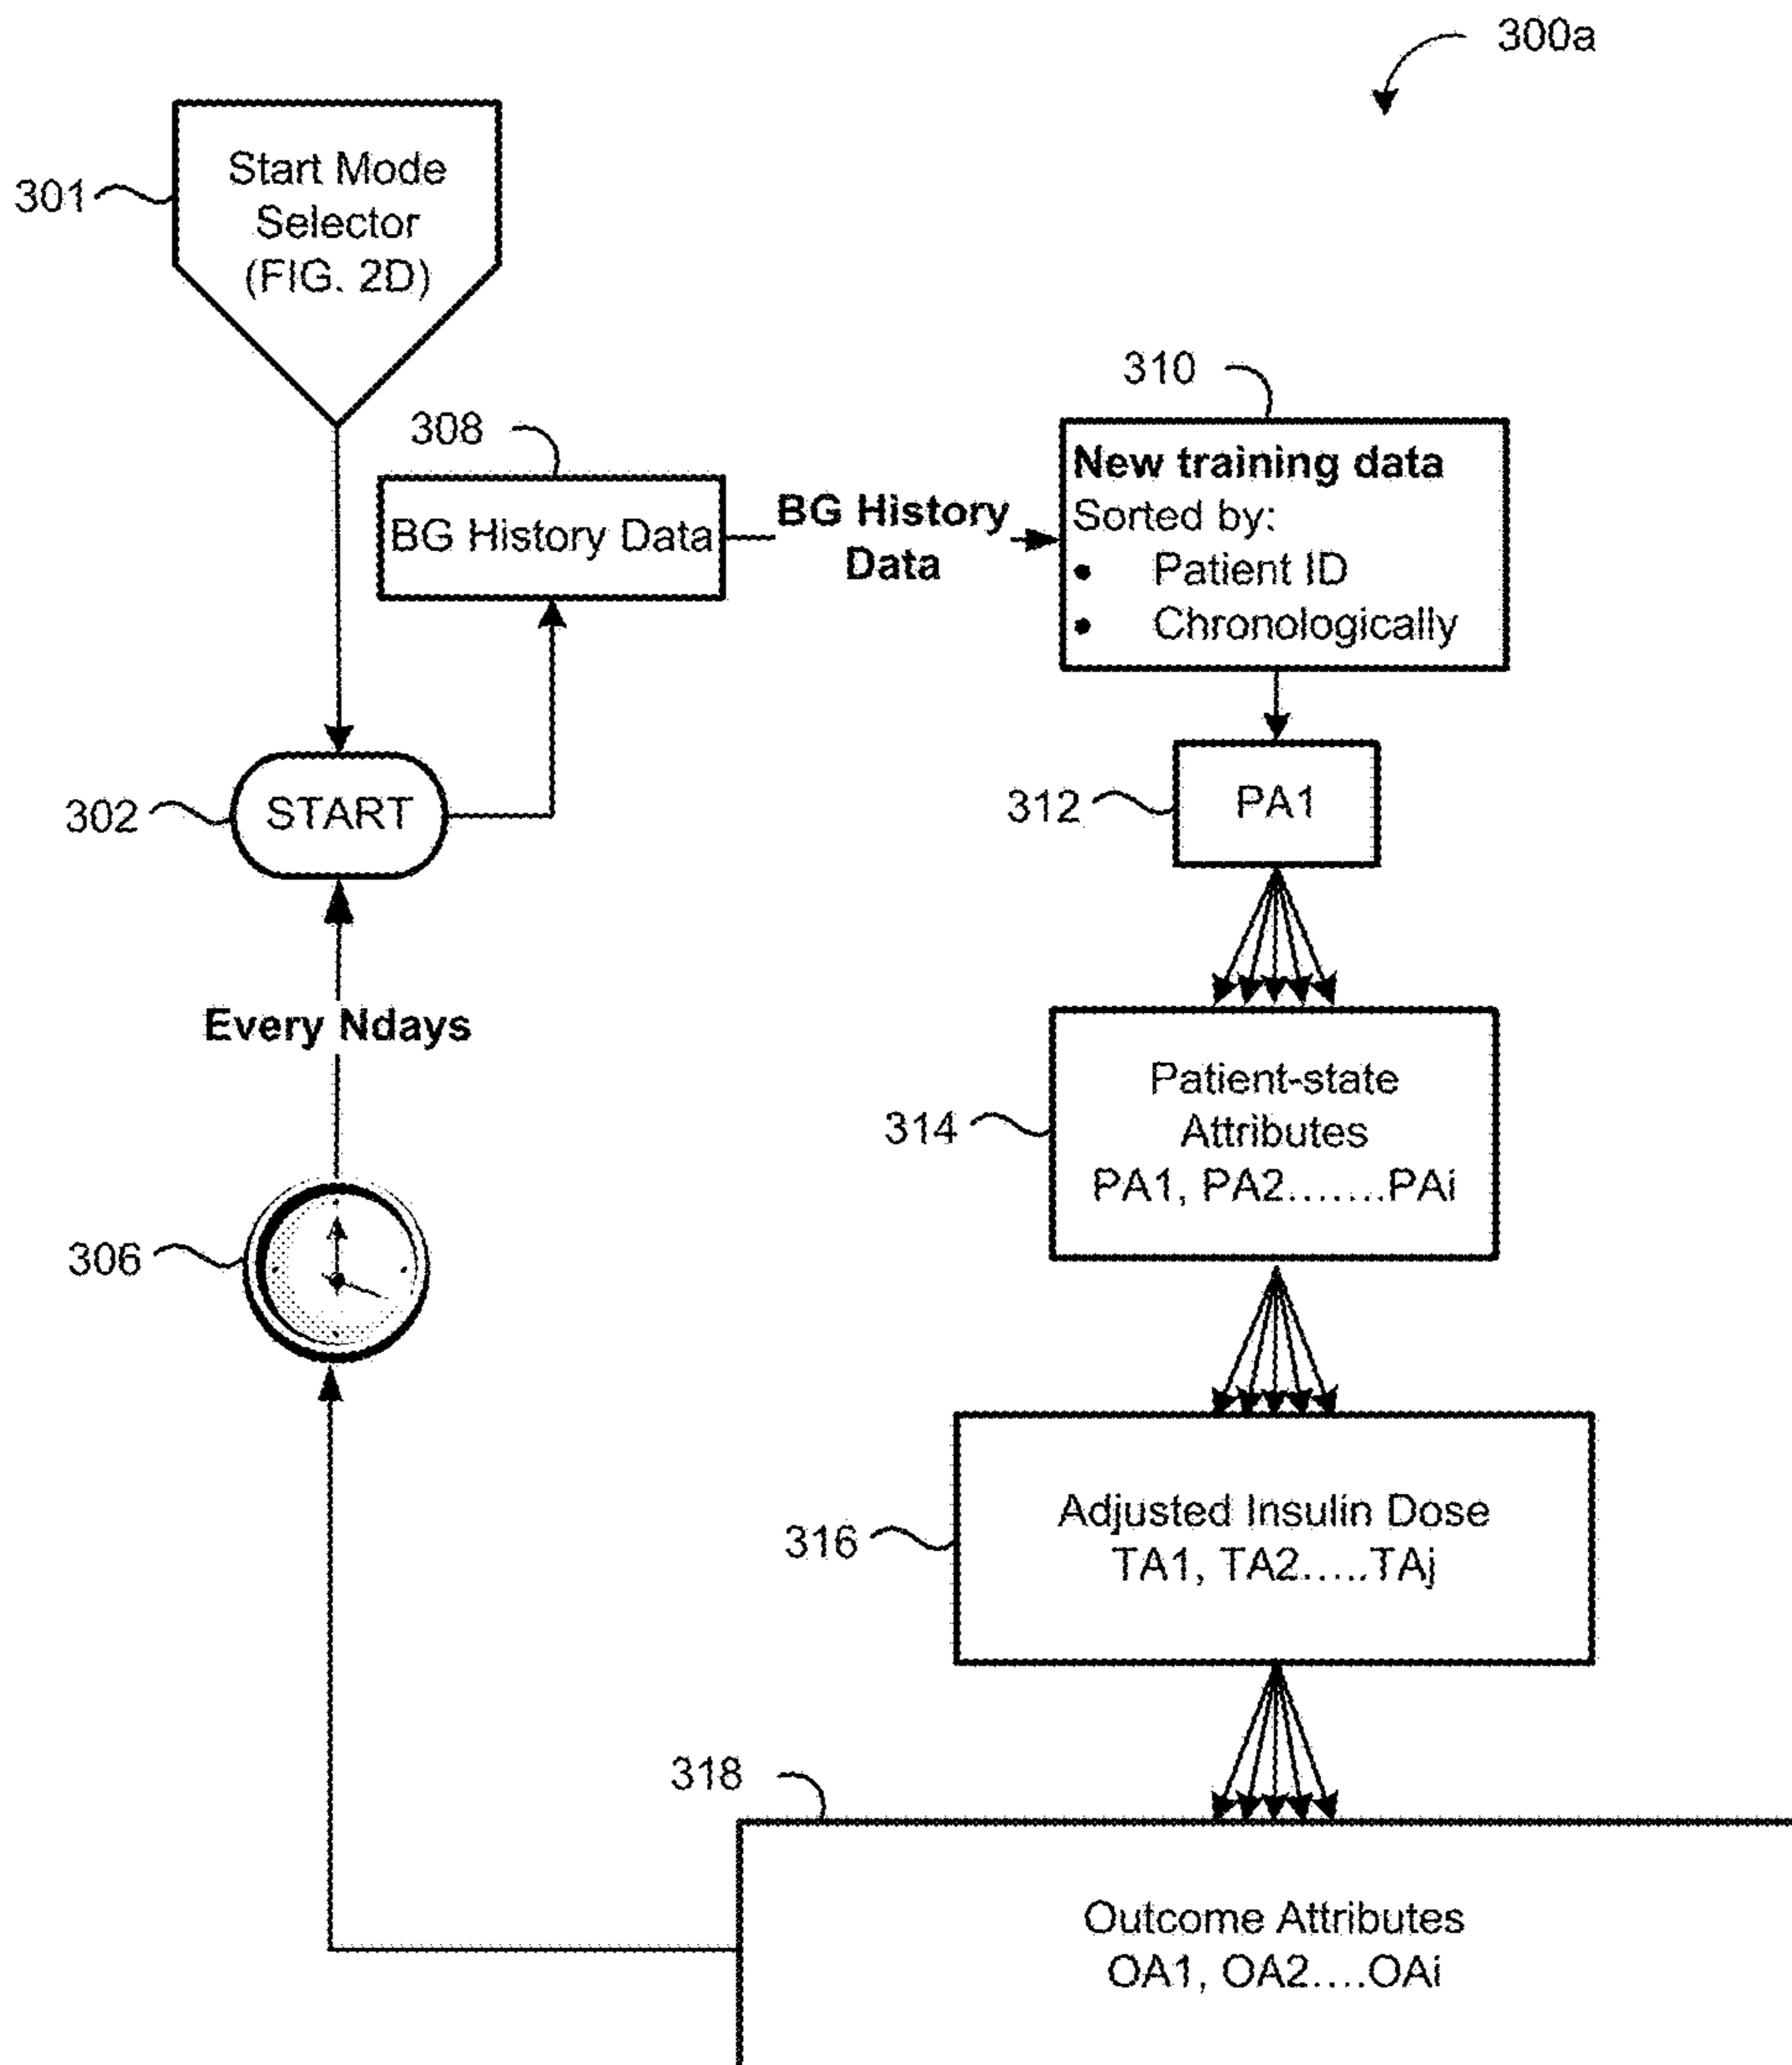 300a
301
Start Mode
Selector
(FIG. 2D)
308
BG History Data
BG History
Data
310
New training data
Sorted by:
• Patient ID
• Chronologically
302
START
312
PA1
Every Ndays
314
Patient-state
Attributes
PA1, PA2.......PAi
306
316
Adjusted Insulin Dose
TA1, TA2.....TAj
318
Outcome Attributes
OA1, OA2....OAi